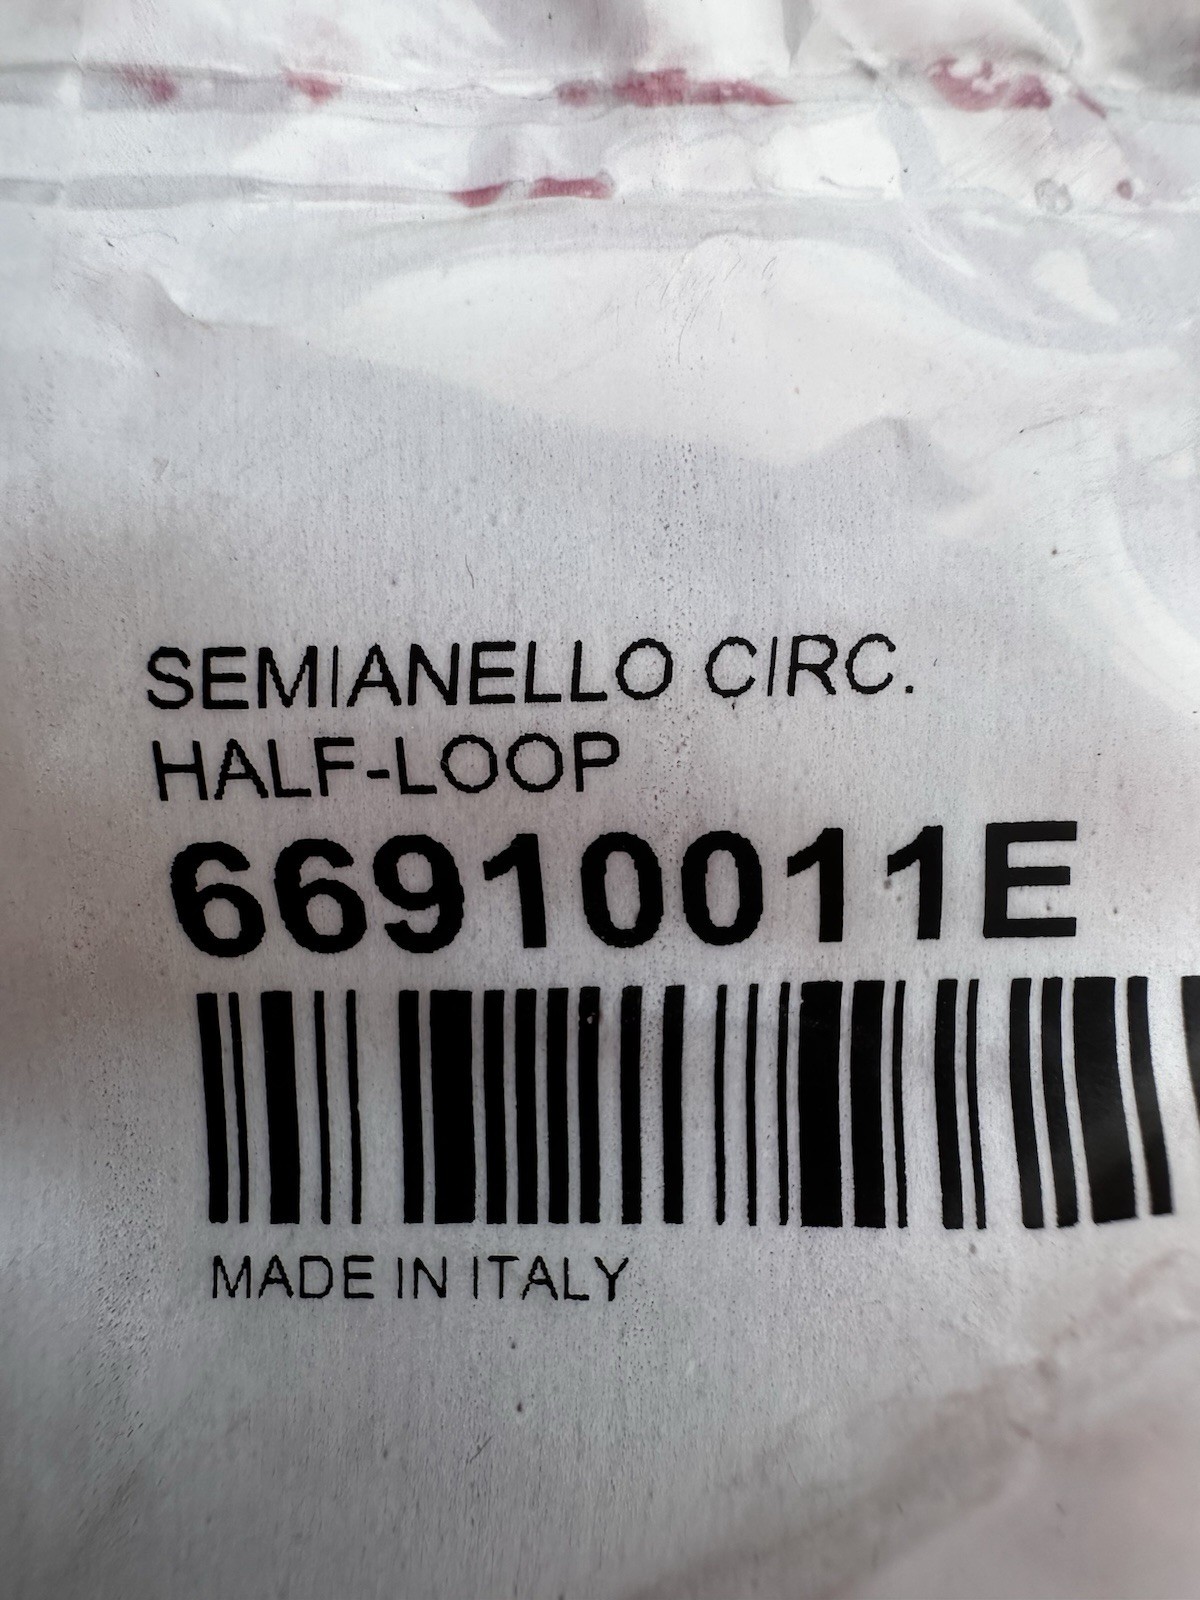 SEMIANELLO CIRC.
HALF-LOOP
66910011E
MADE IN ITALY